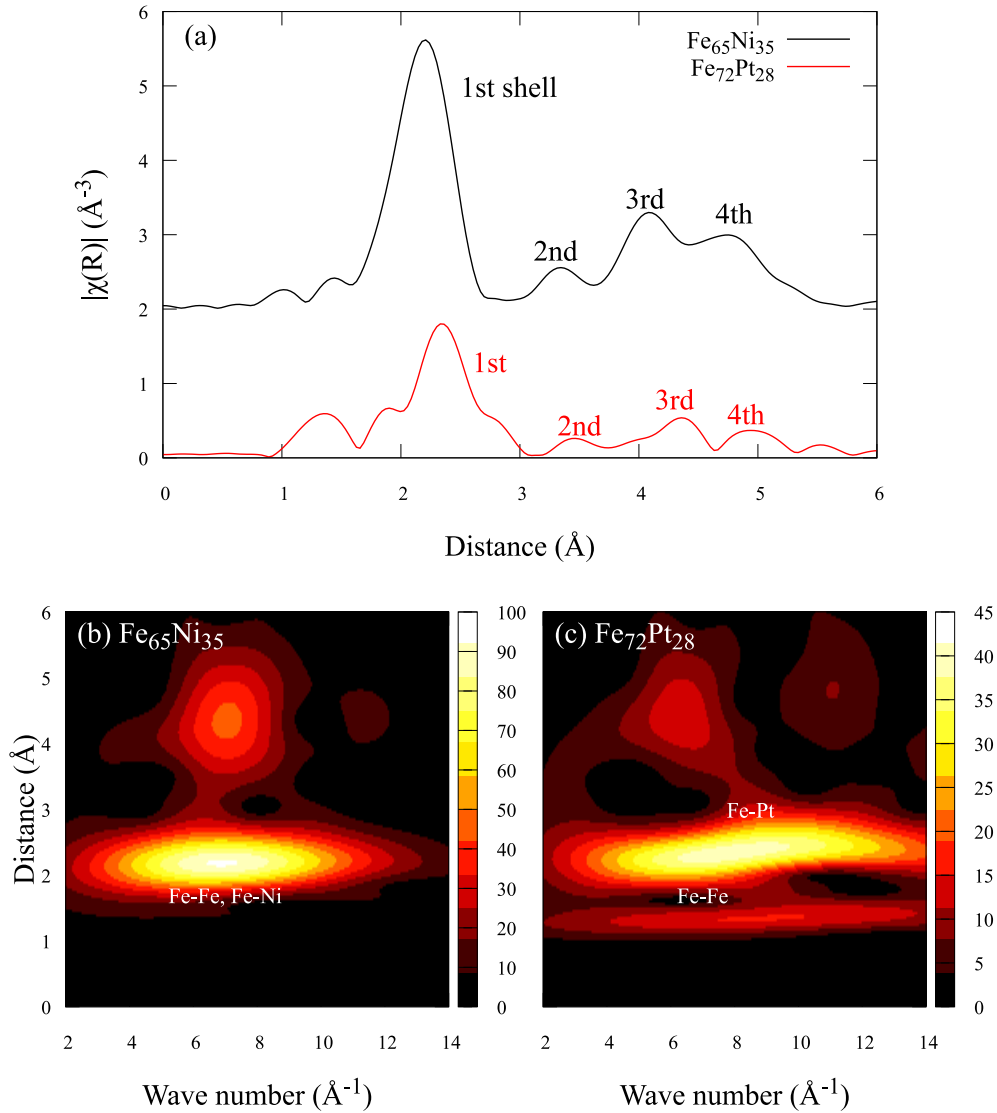 (a)
Fe65Ni35
Fe72Pt28
1st shell
2nd
3rd
4th
1st
2nd
3rd
4th
6
5
4
3
2
1
0
|χ(R)| (Å-3)
0 1 2 3 4 5 6
Distance (Å)
(b) Fe65Ni35
6
5
4
3
2
1
0
Distance (Å)
Fe-Fe, Fe-Ni
100
90
80
70
60
50
40
30
20
10
0
2 4 6 8 10 12 14
Wave number (Å-1)
(c) Fe72Pt28
Fe-Pt
Fe-Fe
45
40
35
30
25
20
15
10
5
0
2 4 6 8 10 12 14
Wave number (Å-1)